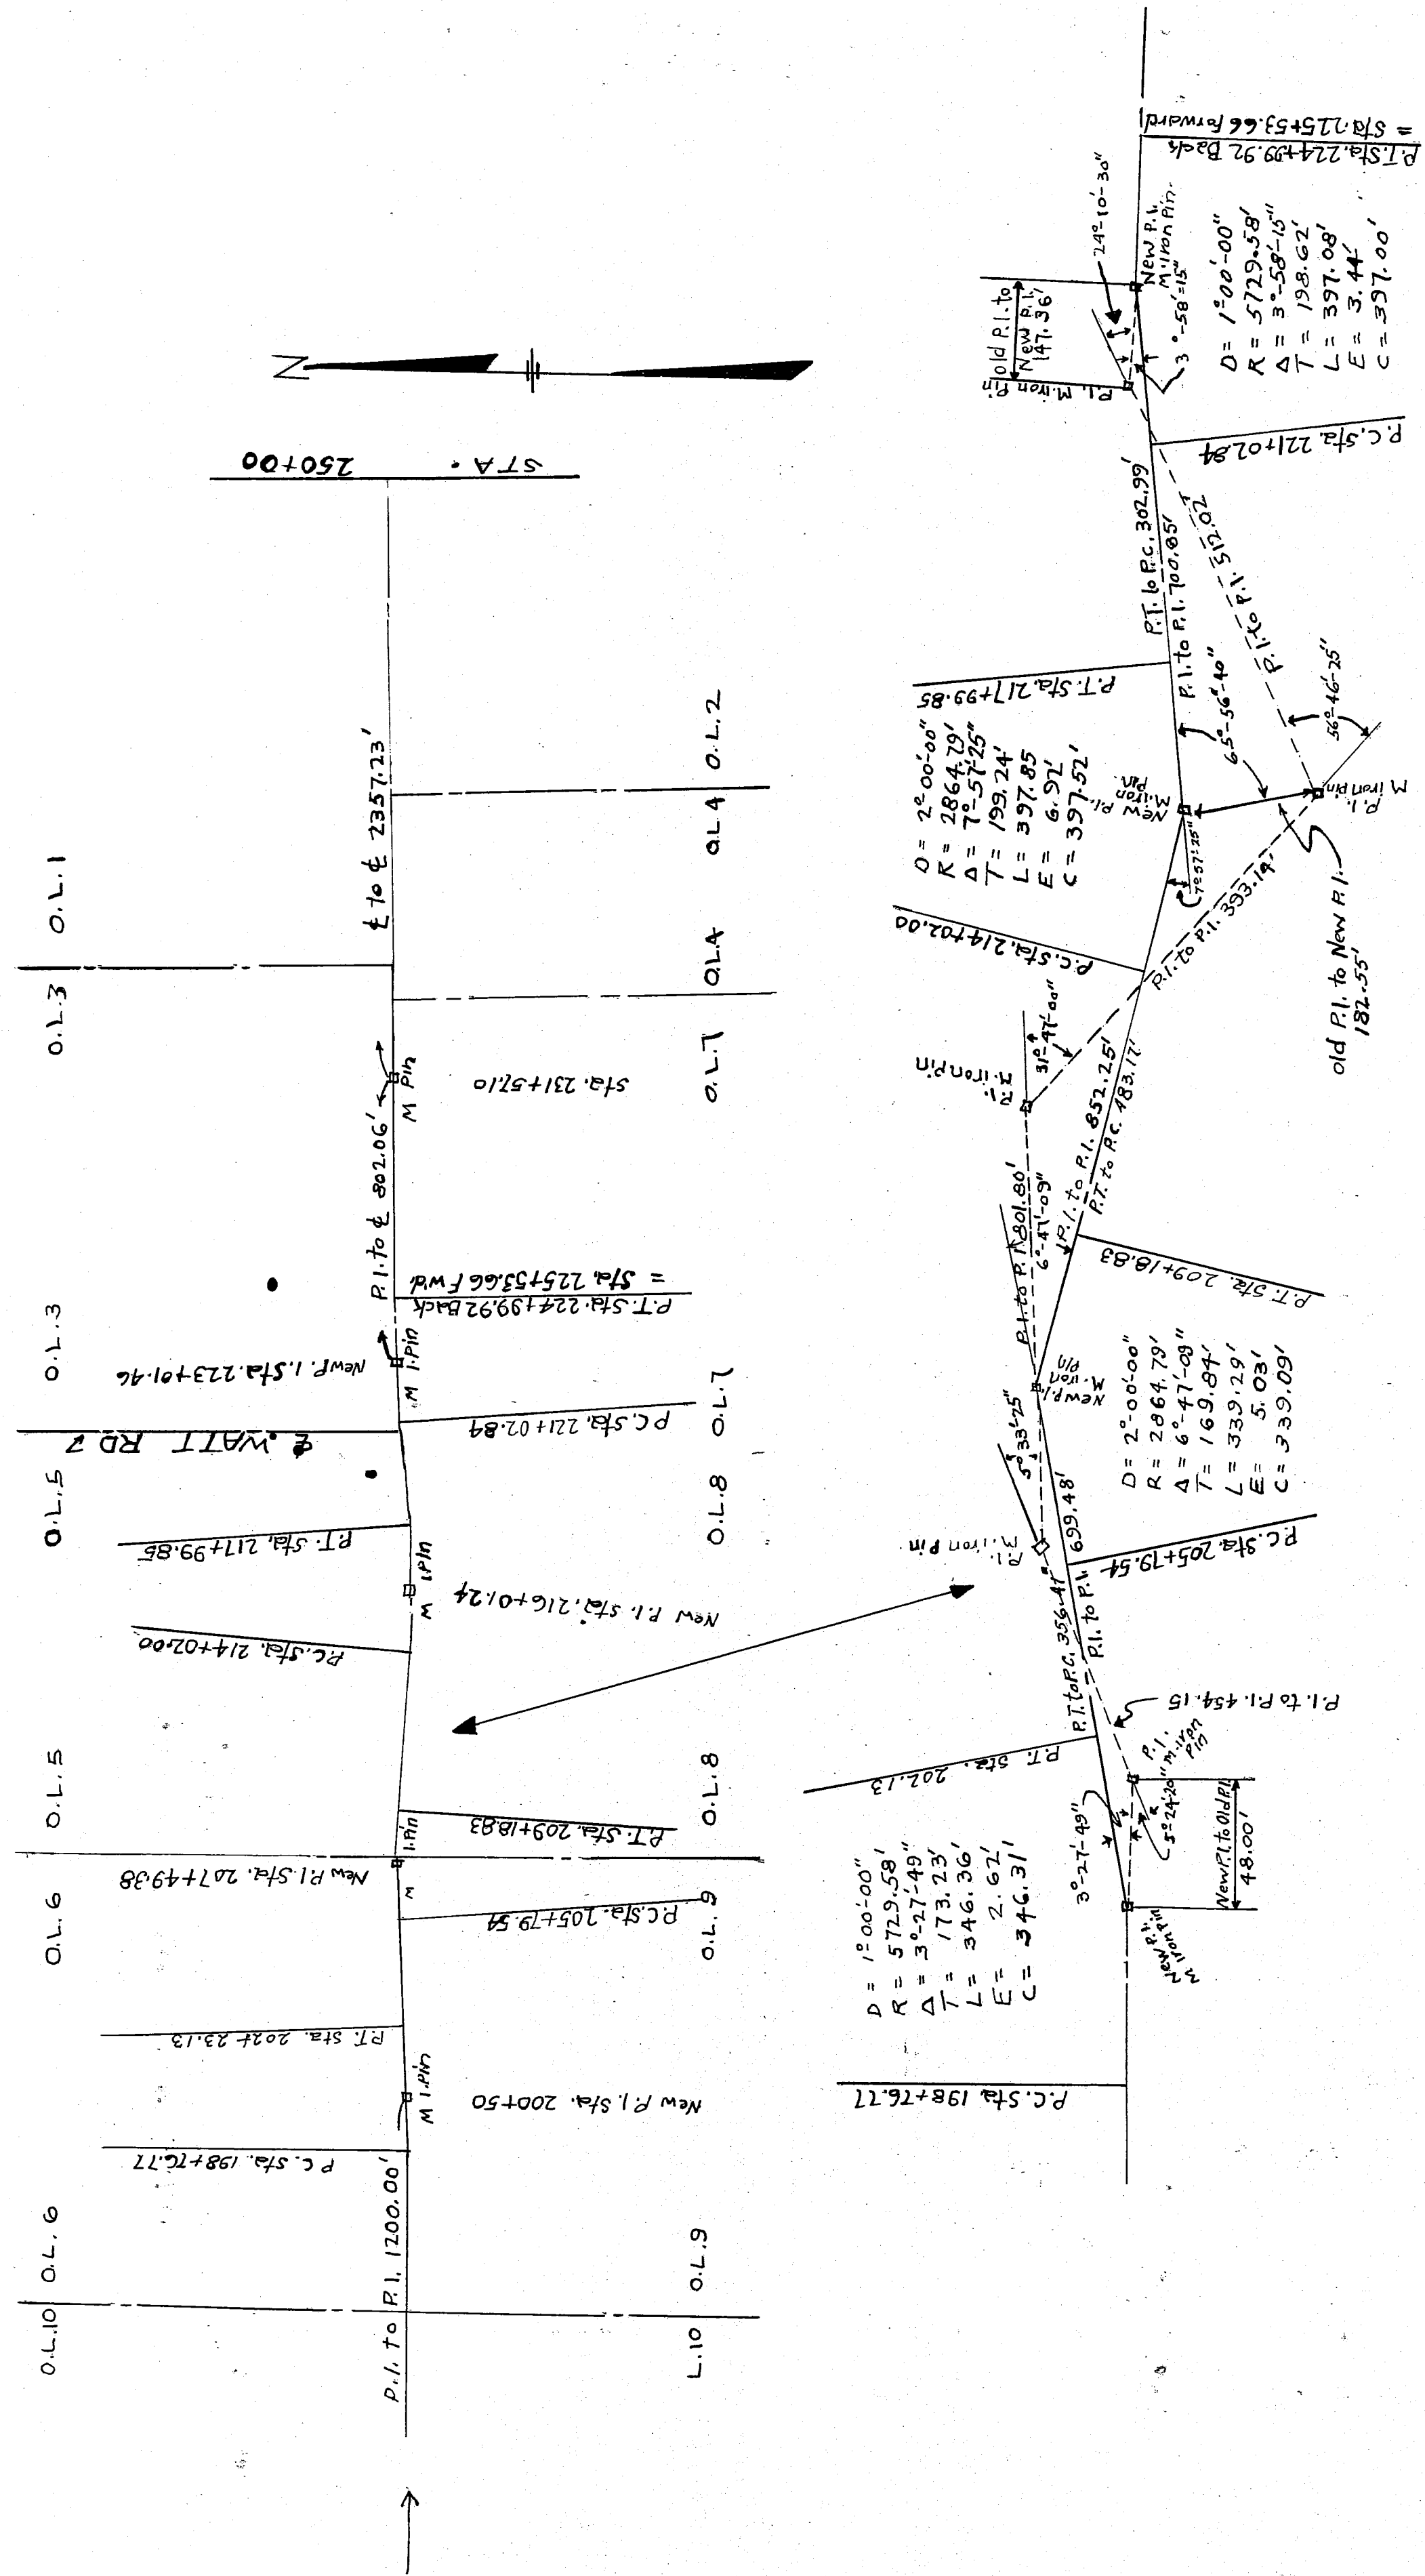 O.L.10 O.L.6
O.L.6 O.L.5
O.L.5 O.L.3
O.L.3 O.L.1
N
STA. 250+00
P.I. to P.I. 1200.00'
P.C. Sta. 198+76.77
M I.Pin
New P.I. Sta. 200+50
P.T. Sta. 202+23.13
P.C. Sta. 205+79.54
New P.I. Sta. 207+49.38
M I.Pin
P.T. Sta. 209+18.83
P.C. Sta. 214+02.00
M I.Pin
New P.I. Sta. 216+01.24
P.T. Sta. 217+99.85
℄ WATT RD
P.C. Sta. 221+02.84
New P.I. Sta. 223+01.46
M I.Pin
P.T. Sta. 224+99.92 Back
= Sta. 225+53.66 Fwd.
P.I. to ℄ 802.06'
M Pin
Sta. 231+57.10
℄ to ℄ 2357.23'
L.10 O.L.9
O.L.9 O.L.8
O.L.8 O.L.7
O.L.7 O.L.4
O.L.4 O.L.2
P.C. Sta. 198+76.77
D = 1°00'-00"
R = 5729.58'
Δ = 3°-27'-49"
T = 173.23'
L = 346.36'
E = 2.62'
C = 346.31'
New P.I.
M Iron Pin
New P.I. to Old P.I.
48.00'
3°-27'-49"
5°-24'-20"
P.I.
M. Iron
Pin
P.I. to P.I. 454.15
P.T. Sta. 202.13
P.T. to P.C. 356.41'
P.I. to P.I. 699.48'
P.C. Sta. 205+79.54
P.I.
M. iron Pin
5°33'-25"
New P.I.
M. iron
Pin
D = 2°-00'-00"
R = 2864.79'
Δ = 6°-47'-09"
T = 169.84'
L = 339.29'
E = 5.03'
C = 339.09'
P.I. to P.I. 801.80'
6°-47'-09"
P.T. Sta. 209+18.83
P.I. to P.I. 852.25'
P.T. to P.C. 483.17'
P.I.
M. iron Pin
31°-47'-00"
P.C. Sta. 214+02.00
P.I. to P.I. 393.14'
D = 2°00'-00"
R = 2864.79'
Δ = 7°-57'-25"
T = 199.24'
L = 397.85
E = 6.92'
C = 397.52'
New P.I.
M. iron
Pin.
7°57'-25"
old P.I. to New P.I.
182.55'
P.I.
M iron Pin
56°-46'-25"
65°-56'-40"
P.T. Sta. 217+99.85
P.T. to P.C. 302.99'
P.I. to P.I. 700.85'
P.I. to P.I. 512.02
P.C. Sta. 221+02.84
P.I. M. iron Pin
old P.I. to
New P.I.
147.36'
24°-10'-30"
New P.I.
M. Iron Pin.
3°-58'-15"
D = 1°00'-00"
R = 5729.58'
Δ = 3°-58'-15"
T = 198.62'
L = 397.08'
E = 3.44'
C = 397.00'
P.T. Sta. 224+99.92 Back
= Sta. 225+53.66 Forward